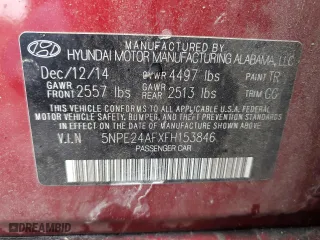 MANUFACTURED BY
HYUNDAI MOTOR MANUFACTURING ALABAMA, LLC
Dec/12/14 GVWR 4497 lbs PAINT TR
GAWR FRONT 2557 lbs GAWR REAR 2513 lbs TRIM
THIS VEHICLE CONFORMS TO ALL APPLICABLE U.S.A. FEDERAL
MOTOR VEHICLE SAFETY, BUMPER, AND THEFT PREVENTION
STANDARDS IN EFFECT ON THE DATE OF MANUFACTURE SHOWN ABOVE.
V.I.N 5NPE24AFXFH153846
PASSENGER CAR